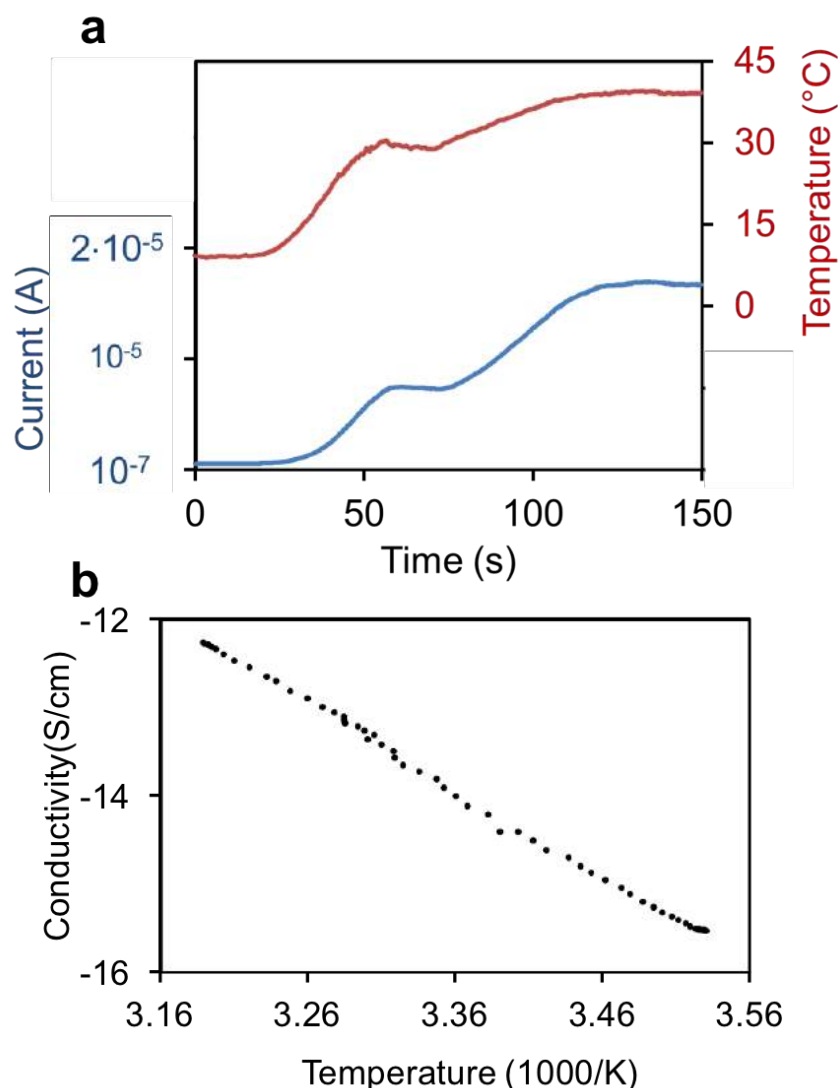 a
45
30
15
0
Temperature (°C)
2·10-5
10-5
10-7
Current (A)
0
50
100
150
Time (s)
b
-12
-14
-16
Conductivity(S/cm)
3.16
3.26
3.36
3.46
3.56
Temperature (1000/K)